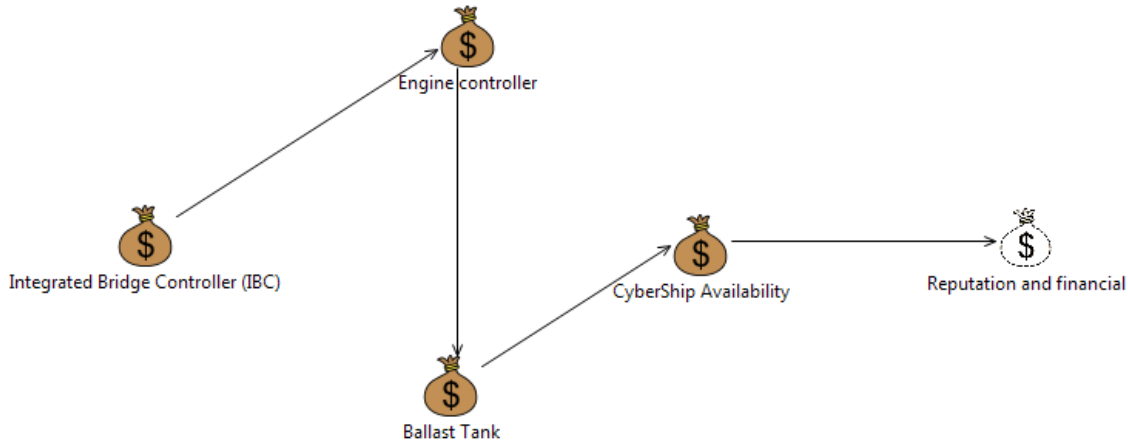 $
Engine controller
$
Integrated Bridge Controller (IBC)
$
CyberShip Availability
$
Reputation and financial
$
Ballast Tank